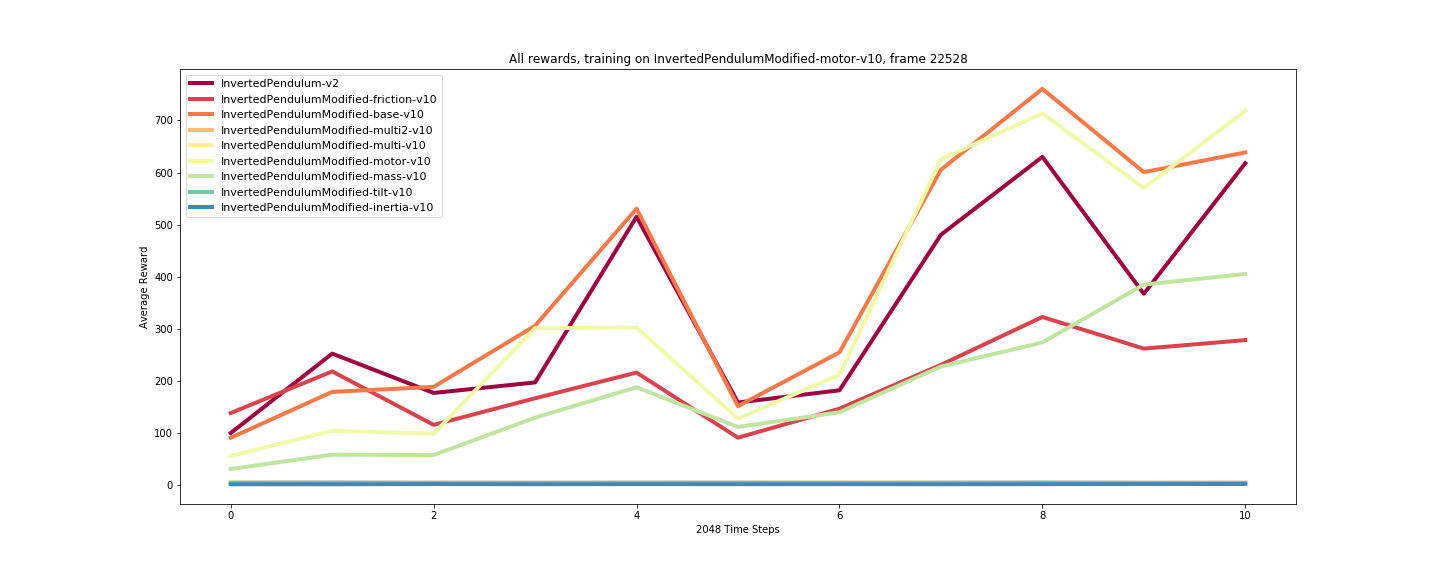 All rewards, training on InvertedPendulumModified-motor-v10, frame 22528
InvertedPendulum-v2
InvertedPendulumModified-friction-v10
InvertedPendulumModified-base-v10
InvertedPendulumModified-multi2-v10
InvertedPendulumModified-multi-v10
InvertedPendulumModified-motor-v10
InvertedPendulumModified-mass-v10
InvertedPendulumModified-tilt-v10
InvertedPendulumModified-inertia-v10
Average Reward
700
600
500
400
300
200
100
0
0 2 4 6 8 10
2048 Time Steps